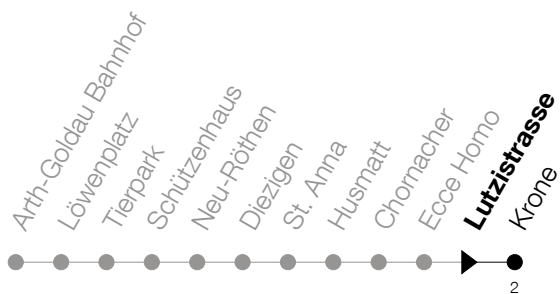 Arth-Goldau Bahnhof
Löwenplatz
Tierpark
Schützenhaus
Neu-Röthen
Diezigen
St. Anna
Husmatt
Chornacher
Ecce Homo
Lutzistrasse
Krone
2